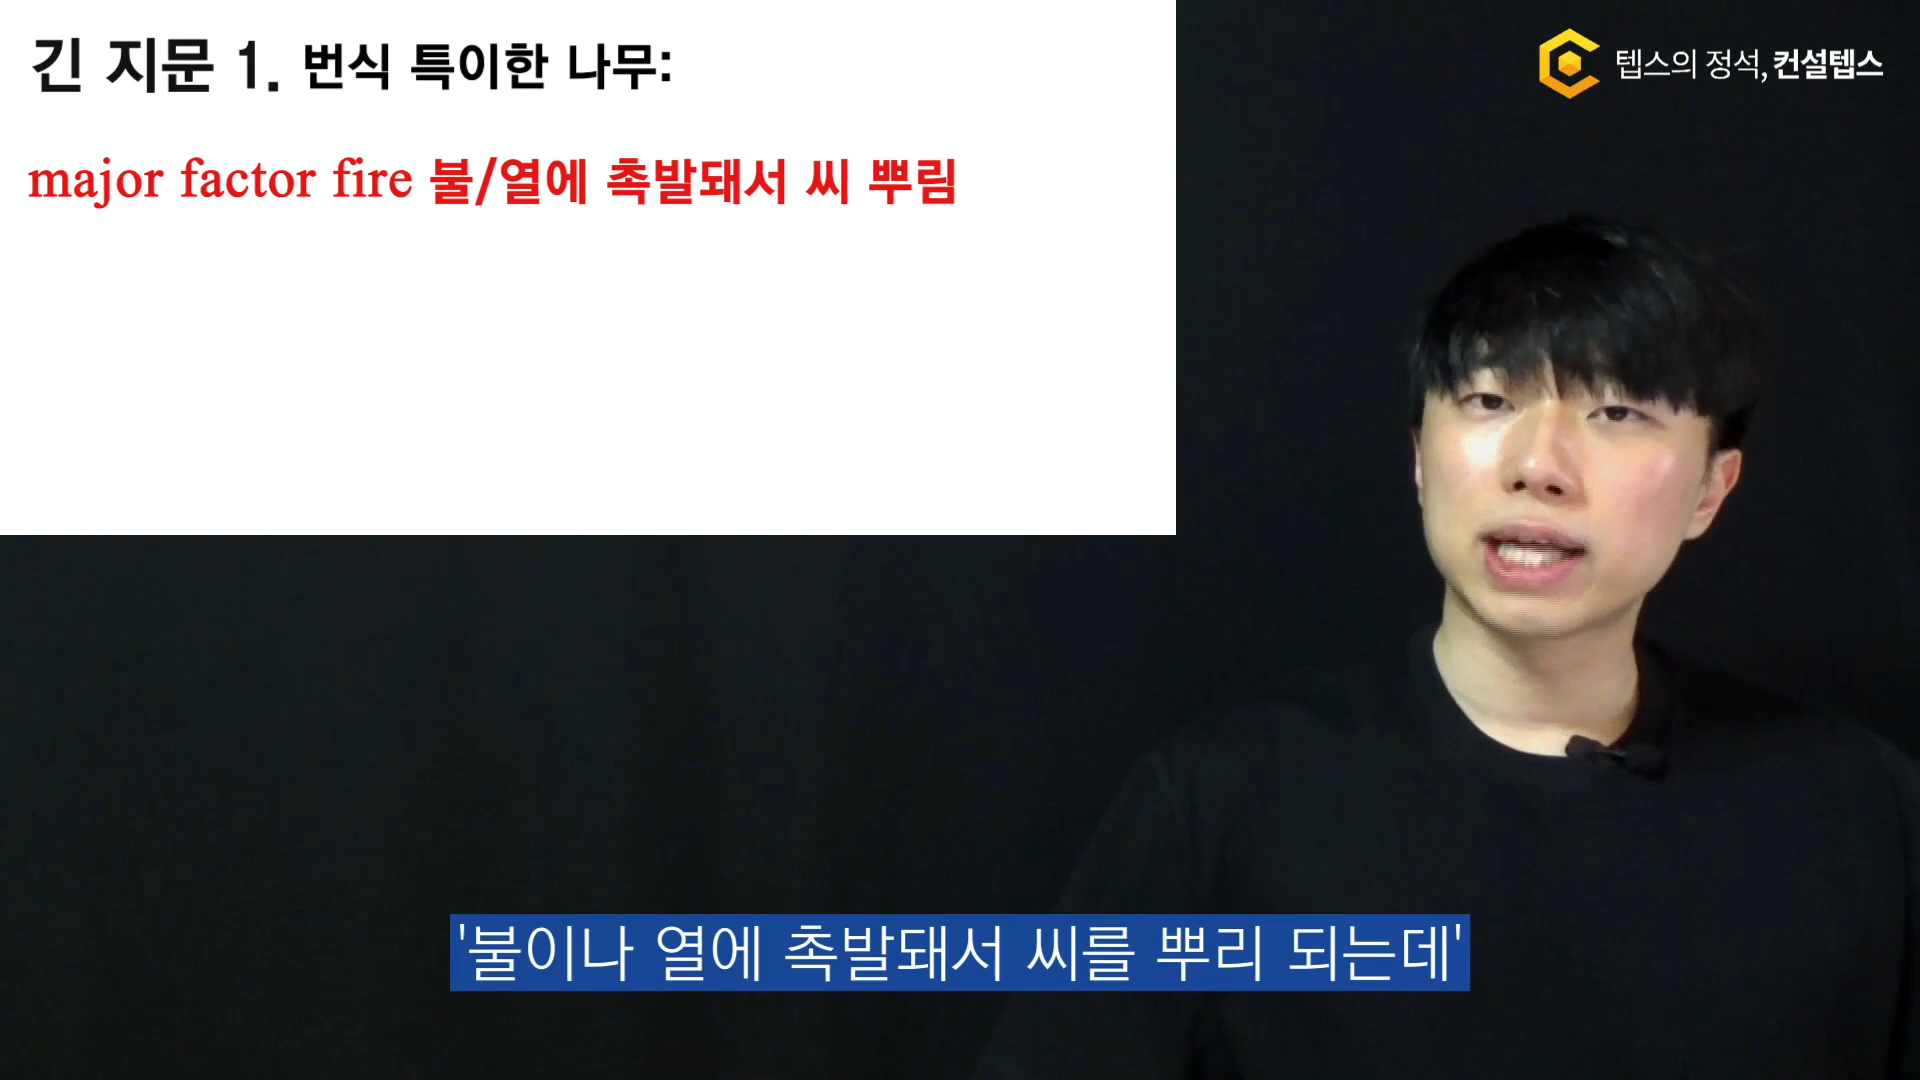 긴 지문 1. 번식 특이한 나무:
텝스의 정석, 컨설텝스
major factor fire 불/열에 촉발돼서 씨 뿌림
'불이나 열에 촉발돼서 씨를 뿌리 되는데'